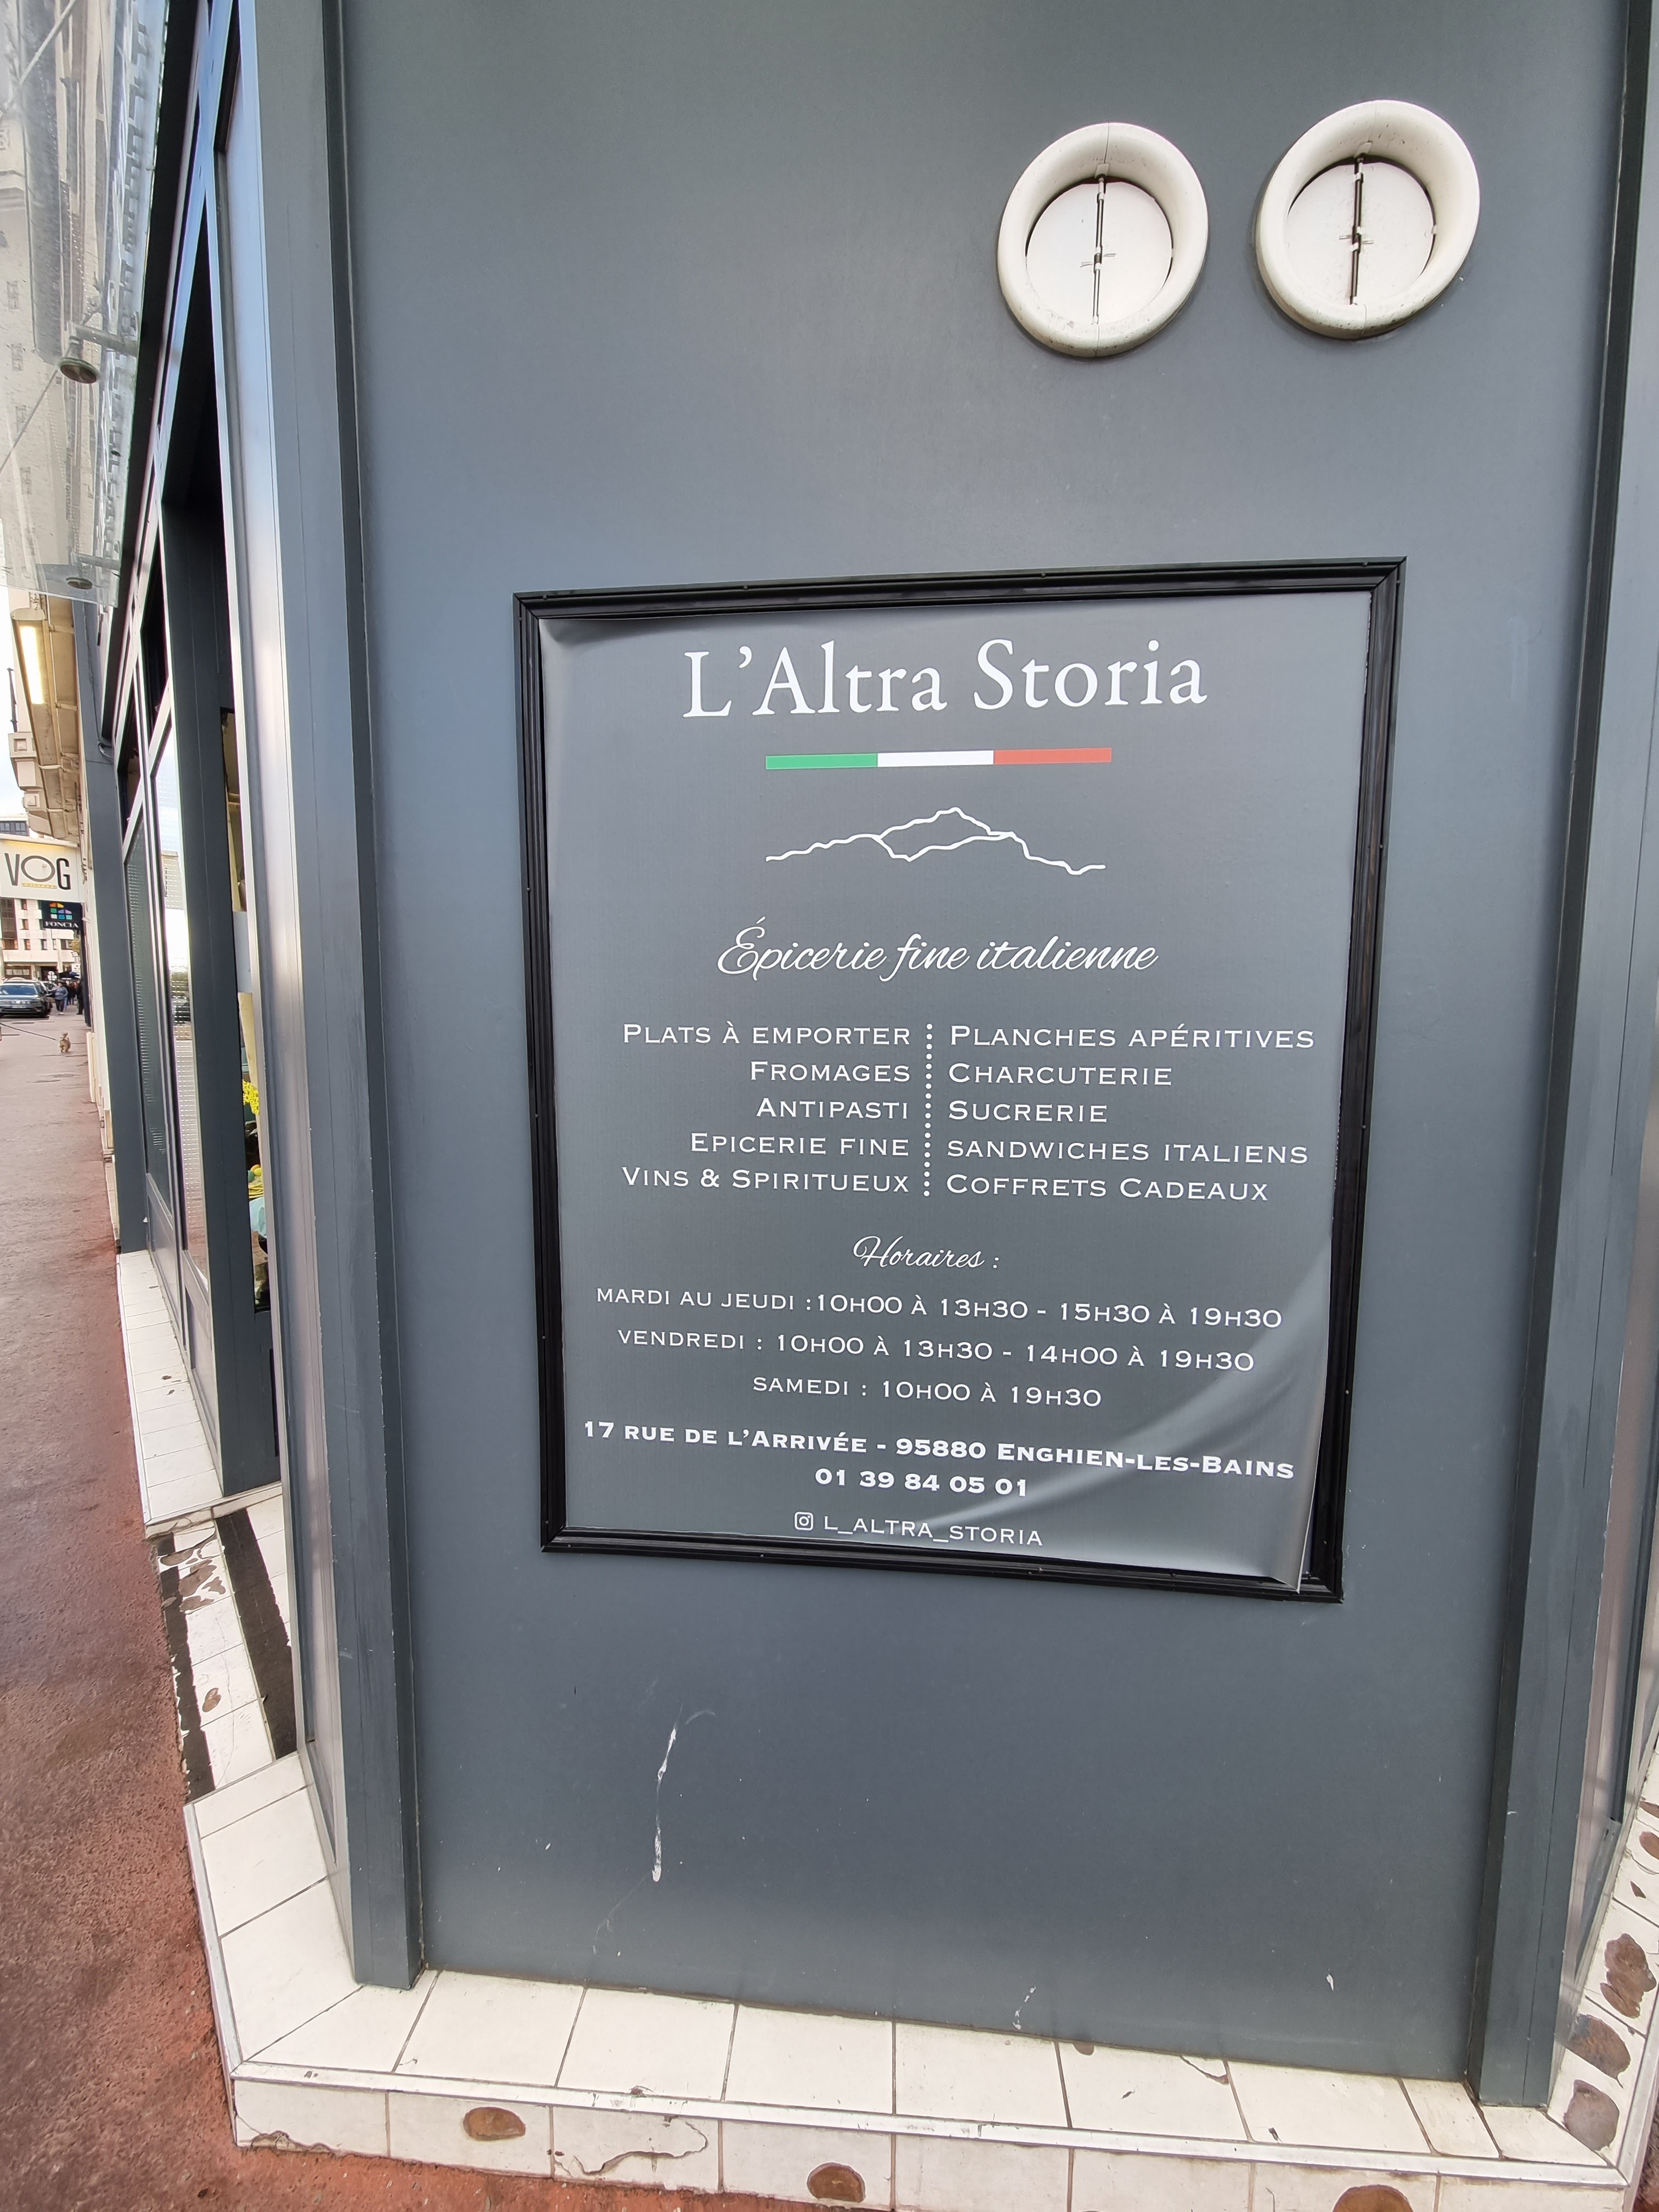 L'Altra Storia
Épicerie fine italienne
PLATS À EMPORTER
FROMAGES
ANTIPASTI
EPICERIE FINE
VINS & SPIRITUEUX
PLANCHES APÉRITIVES
CHARCUTERIE
SUCRERIE
SANDWICHES ITALIENS
COFFRETS CADEAUX
Horaires :
MARDI AU JEUDI :10H00 À 13H30 - 15H30 À 19H30
VENDREDI : 10H00 À 13H30 - 14H00 À 19H30
SAMEDI : 10H00 À 19H30
17 RUE DE L'ARRIVÉE - 95880 ENGHIEN-LES-BAINS
01 39 84 05 01
L_ALTRA_STORIA
VOG
FONCIA